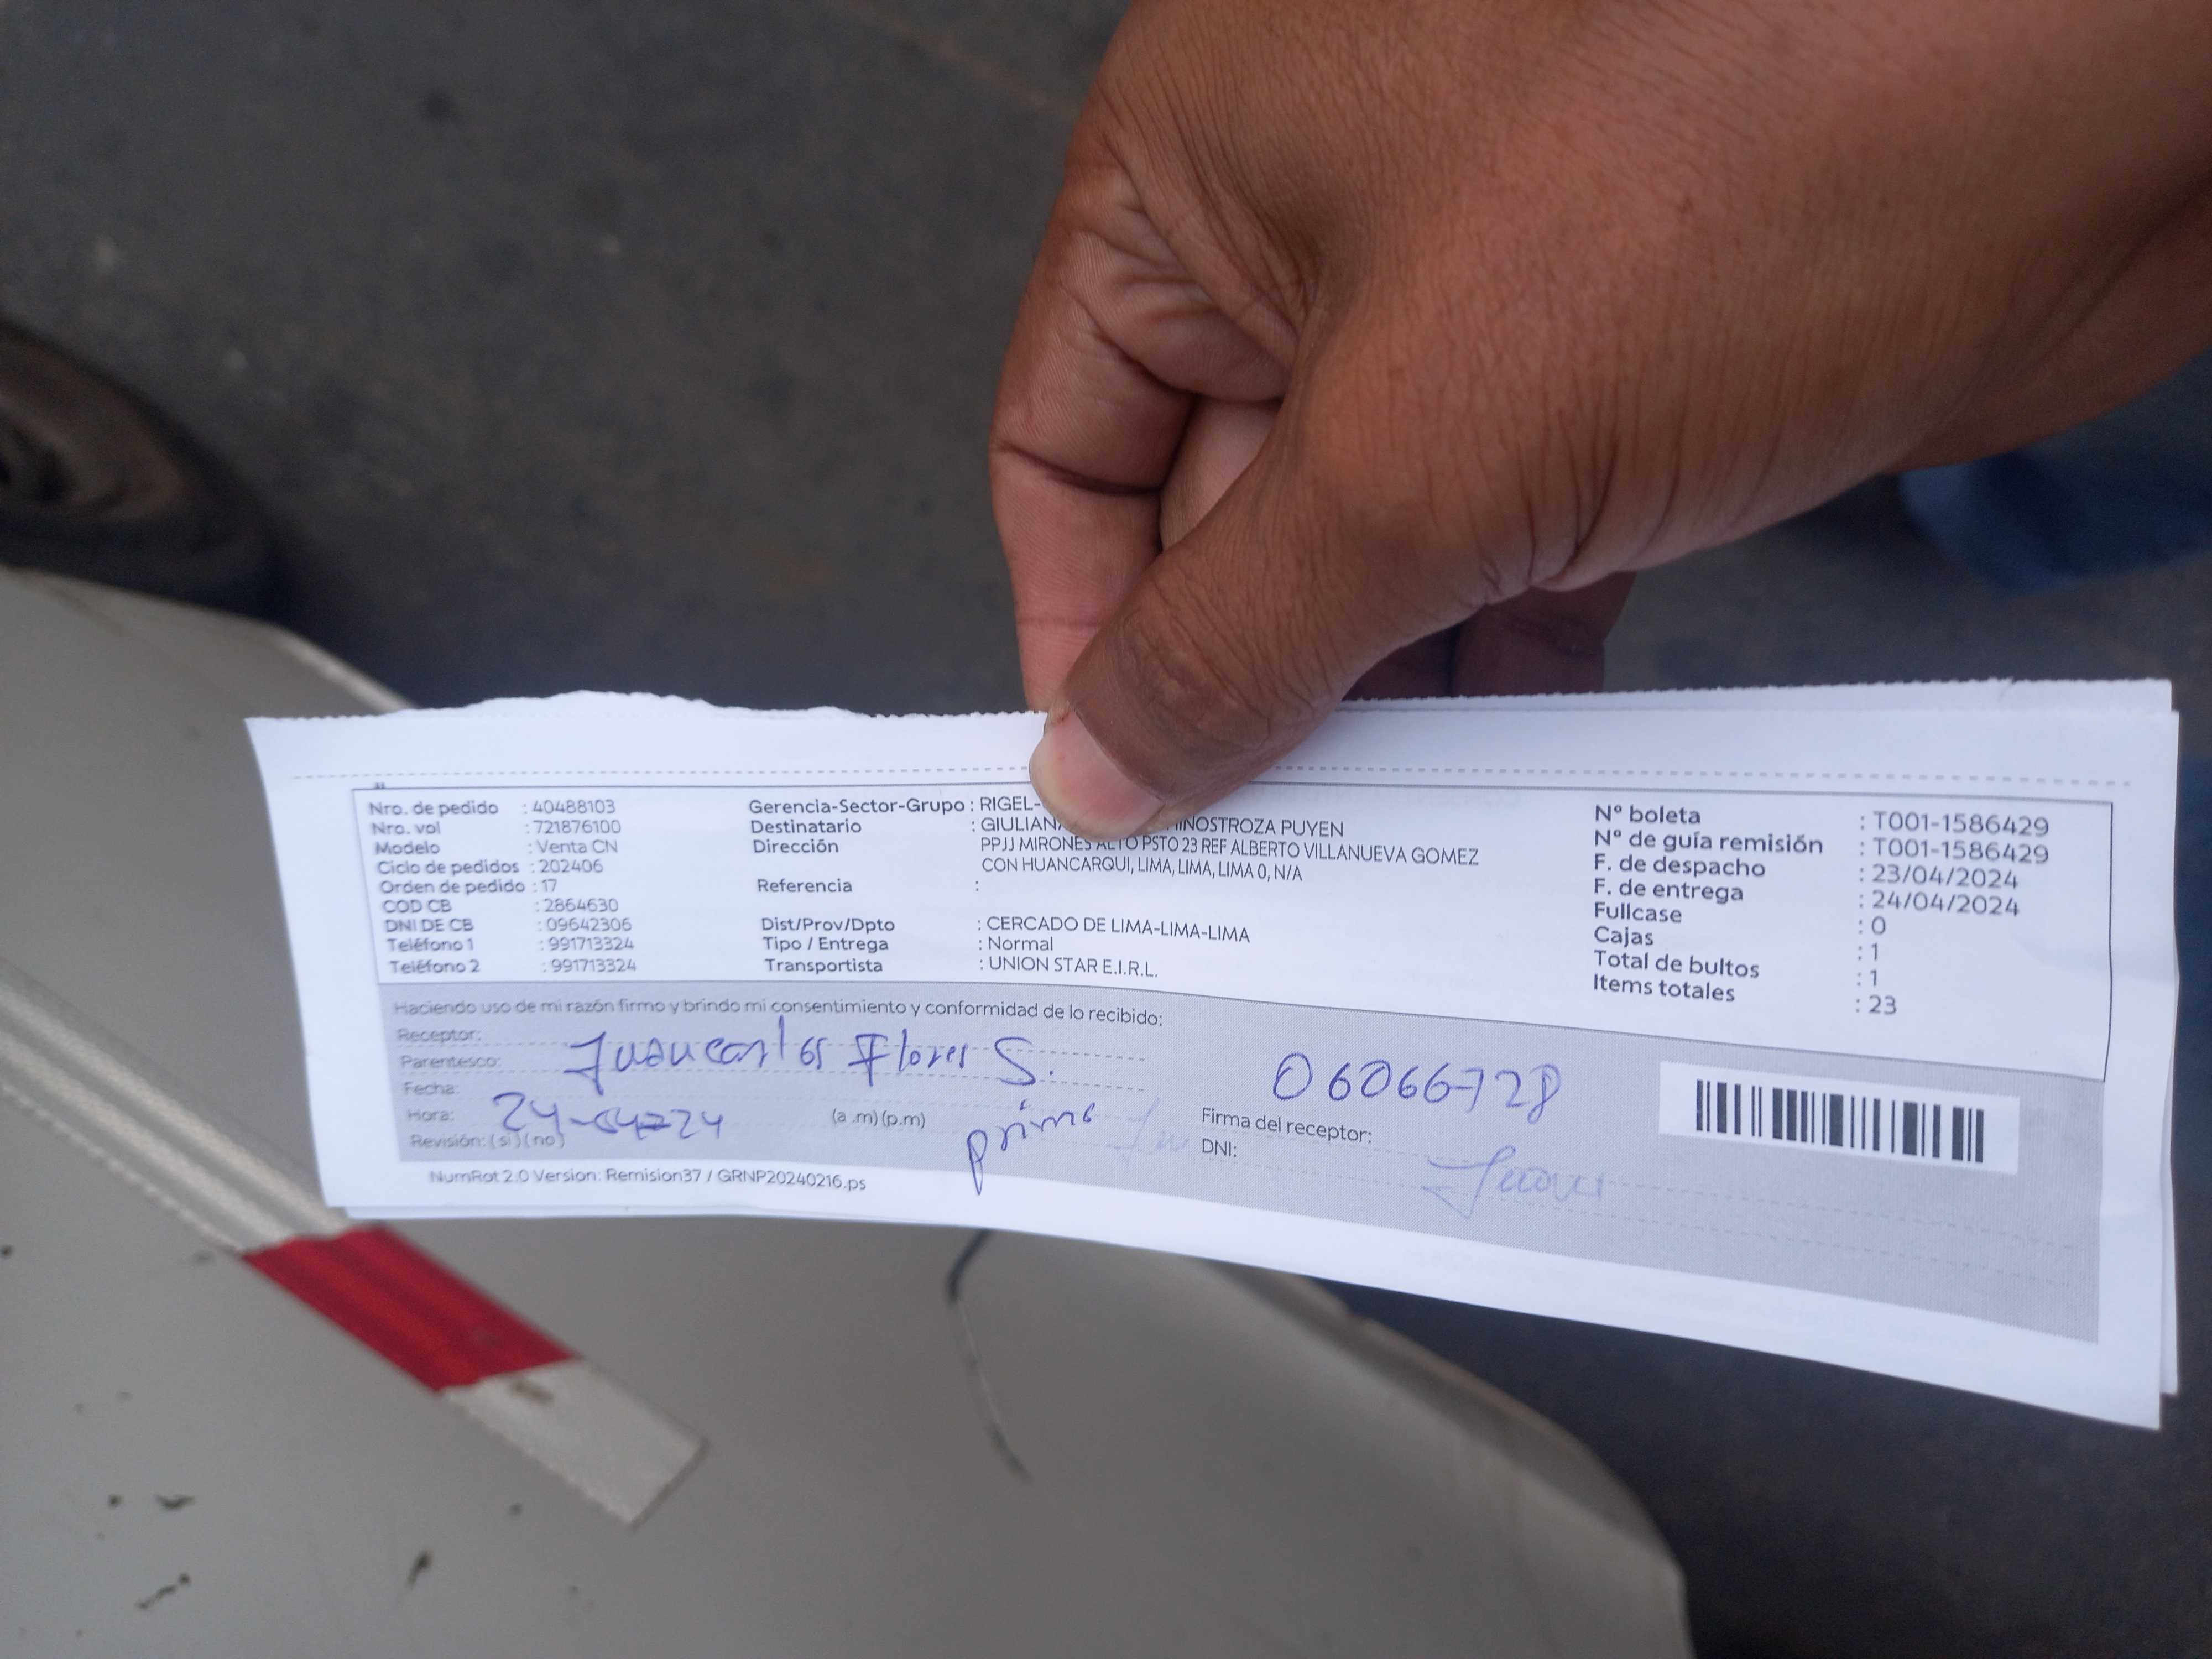 Nro. de pedido : 40488103
Nro. vol : 721876100
Modelo : Venta CN
Ciclo de pedidos : 202406
Orden de pedido : 17
COD CB : 2864630
DNI DE CB : 09642306
Teléfono 1 : 991713324
Teléfono 2 : 991713324
Gerencia-Sector-Grupo : RIGEL-
Destinatario : GIULIANA INOSTROZA PUYEN
Dirección PPJJ MIRONES ALTO PSTO 23 REF ALBERTO VILLANUEVA GOMEZ
CON HUANCARQUI, LIMA, LIMA, LIMA 0, N/A
Referencia :
Dist/Prov/Dpto : CERCADO DE LIMA-LIMA-LIMA
Tipo / Entrega : Normal
Transportista : UNION STAR E.I.R.L.
Nº boleta : T001-1586429
Nº de guía remisión : T001-1586429
F. de despacho : 23/04/2024
F. de entrega : 24/04/2024
Fullcase : 0
Cajas : 1
Total de bultos : 1
Items totales : 23
Haciendo uso de mi razón firmo y brindo mi consentimiento y conformidad de lo recibido:
Receptor: Juan carlos Flores S.
Parentesco:
Fecha:
Hora: 24-04-24 (a .m) (p.m) primo
Revisión: (si) (no)
06066728
Firma del receptor:
DNI:
NumRot 2.0 Version: Remision37 / GRNP20240216.ps